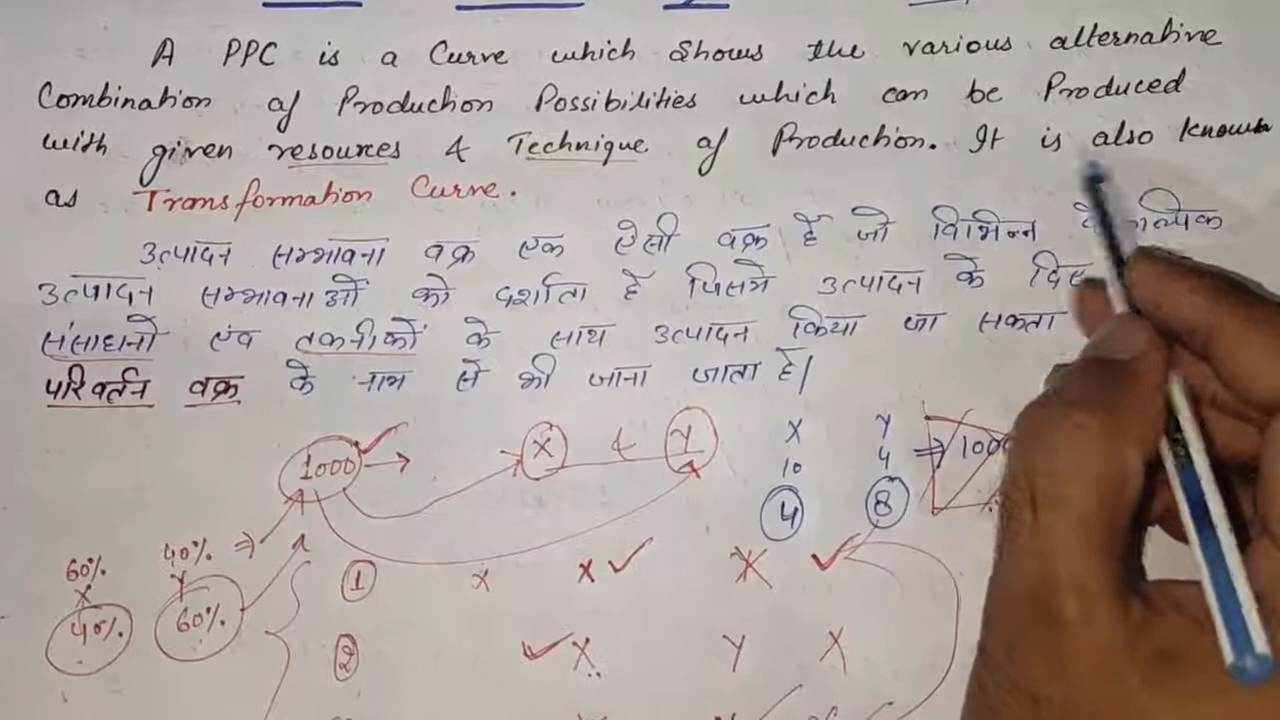 A PPC is a Curve which shows the various alternative
Combination of Production Possibilities which can be Produced
with given resources & Technique of Production. It is also known
as Transformation Curve.
उत्पादन सम्भावना वक्र एक ऐसी वक्र है जो विभिन्न
उत्पादन सम्भावनाओं को दर्शाता है जिसमे उत्पादन के
संसाधनो एंव तकनीकों के साथ उत्पादन किया जा सकता
परिवर्तन वक्र के नाम से भी जाना जाता है।
1000 → X & Y
X Y
10 4 ⇒ 1000
4 8
60% 40% ⇒
X Y
40% 60%
1 X X ✓ X ✓
2 ✓ X Y X